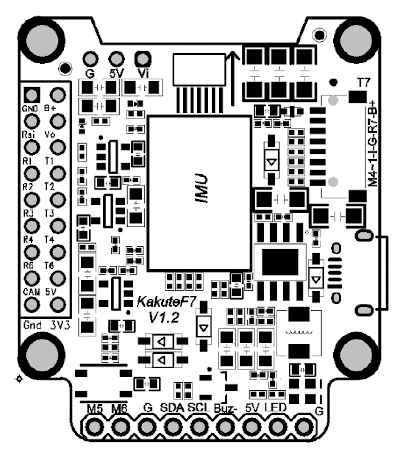 G 5V Vi
T7
GND B+
Rsi Vo
R1 T1
R2 T2
R3 T3
R4 T4
R6 T6
CAM 5V
Gnd 3V3
IMU
M4~1-I-G-R7-B+
KakuteF7
V1.2
M5 M6 G SDA SCL Buz- 5V LED G